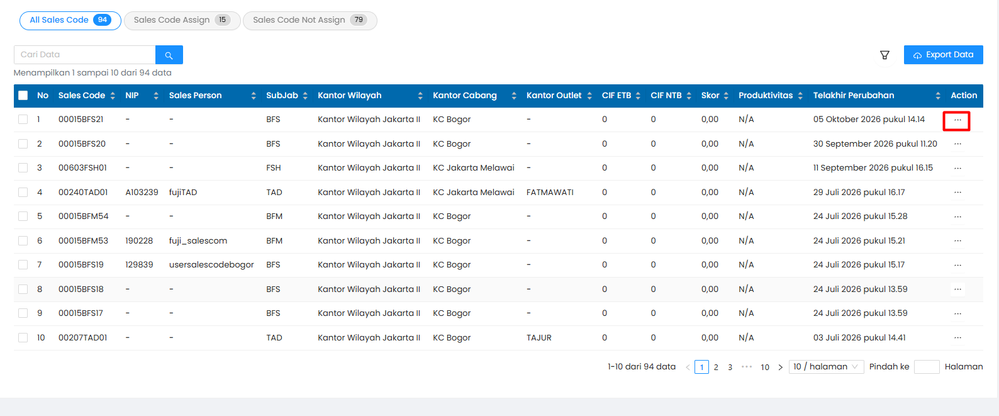 All Sales Code 94 Sales Code Assign 15 Sales Code Not Assign 79
Cari Data Export Data
Menampilkan 1 sampai 10 dari 94 data
No Sales Code NIP Sales Person SubJab Kantor Wilayah Kantor Cabang Kantor Outlet CIF ETB CIF NTB Skor Produktivitas Telakhir Perubahan Action
1 00015BFS21 - - BFS Kantor Wilayah Jakarta II KC Bogor - 0 0 0,00 N/A 05 Oktober 2026 pukul 14.14 ...
2 00015BFS20 - - BFS Kantor Wilayah Jakarta II KC Bogor - 0 0 0,00 N/A 30 September 2026 pukul 11.20 ...
3 00603FSH01 - - FSH Kantor Wilayah Jakarta II KC Jakarta Melawai - 0 0 0,00 N/A 11 September 2026 pukul 16.15 ...
4 00240TAD01 A103239 fujiTAD TAD Kantor Wilayah Jakarta II KC Jakarta Melawai FATMAWATI 0 0 0,00 N/A 29 Juli 2026 pukul 16.17 ...
5 00015BFM54 - - BFM Kantor Wilayah Jakarta II KC Bogor - 0 0 0,00 N/A 24 Juli 2026 pukul 15.28 ...
6 00015BFM53 190228 fuji_salescom BFM Kantor Wilayah Jakarta II KC Bogor - 0 0 0,00 N/A 24 Juli 2026 pukul 15.21 ...
7 00015BFS19 129839 usersalescodebogor BFS Kantor Wilayah Jakarta II KC Bogor - 0 0 0,00 N/A 24 Juli 2026 pukul 15.17 ...
8 00015BFS18 - - BFS Kantor Wilayah Jakarta II KC Bogor - 0 0 0,00 N/A 24 Juli 2026 pukul 13.59 ...
9 00015BFS17 - - BFS Kantor Wilayah Jakarta II KC Bogor - 0 0 0,00 N/A 24 Juli 2026 pukul 13.59 ...
10 00207TAD01 - - TAD Kantor Wilayah Jakarta II KC Bogor TAJUR 0 0 0,00 N/A 03 Juli 2026 pukul 14.41 ...
1-10 dari 94 data < 1 2 3 ••• 10 > 10 / halaman Pindah ke Halaman